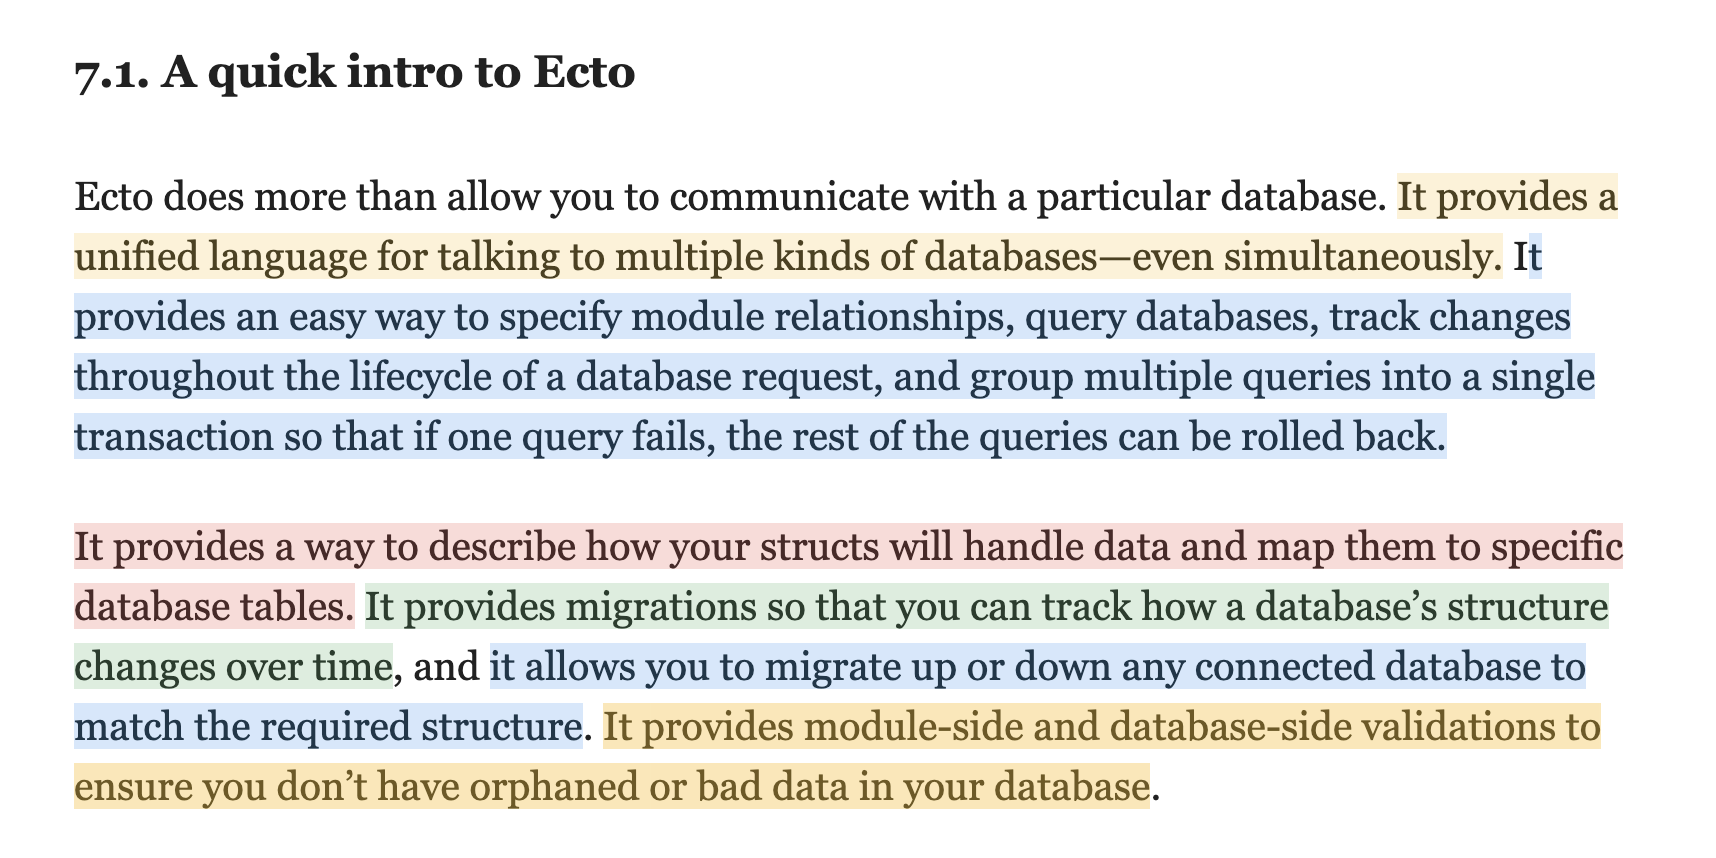 7.1. A quick intro to Ecto
Ecto does more than allow you to communicate with a particular database. It provides a
unified language for talking to multiple kinds of databases—even simultaneously. It
provides an easy way to specify module relationships, query databases, track changes
throughout the lifecycle of a database request, and group multiple queries into a single
transaction so that if one query fails, the rest of the queries can be rolled back.
It provides a way to describe how your structs will handle data and map them to specific
database tables. It provides migrations so that you can track how a database’s structure
changes over time, and it allows you to migrate up or down any connected database to
match the required structure. It provides module-side and database-side validations to
ensure you don’t have orphaned or bad data in your database.